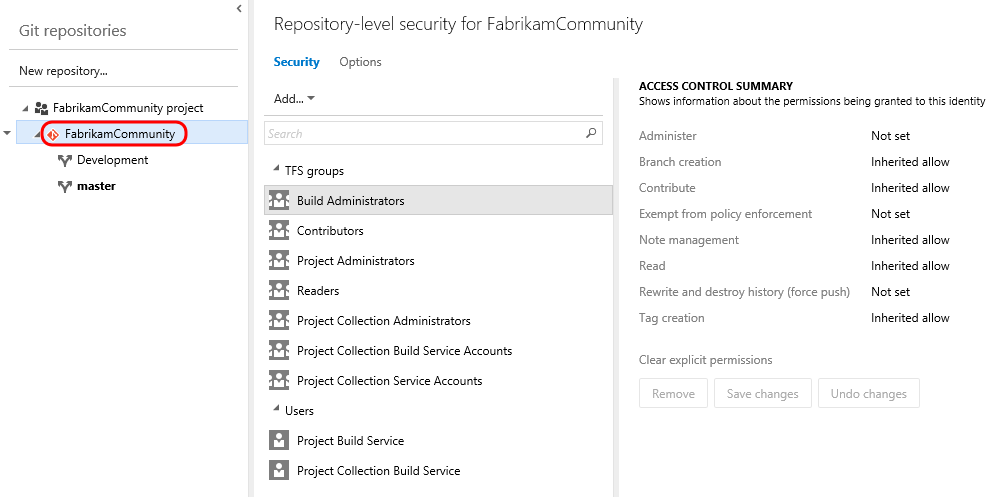 Git repositories
New repository...
FabrikamCommunity project
FabrikamCommunity
Development
master
Repository-level security for FabrikamCommunity
Security Options
Add...
Search
TFS groups
Build Administrators
Contributors
Project Administrators
Readers
Project Collection Administrators
Project Collection Build Service Accounts
Project Collection Service Accounts
Users
Project Build Service
Project Collection Build Service
ACCESS CONTROL SUMMARY
Shows information about the permissions being granted to this identity
Administer Not set
Branch creation Inherited allow
Contribute Inherited allow
Exempt from policy enforcement Not set
Note management Inherited allow
Read Inherited allow
Rewrite and destroy history (force push) Not set
Tag creation Inherited allow
Clear explicit permissions
Remove Save changes Undo changes